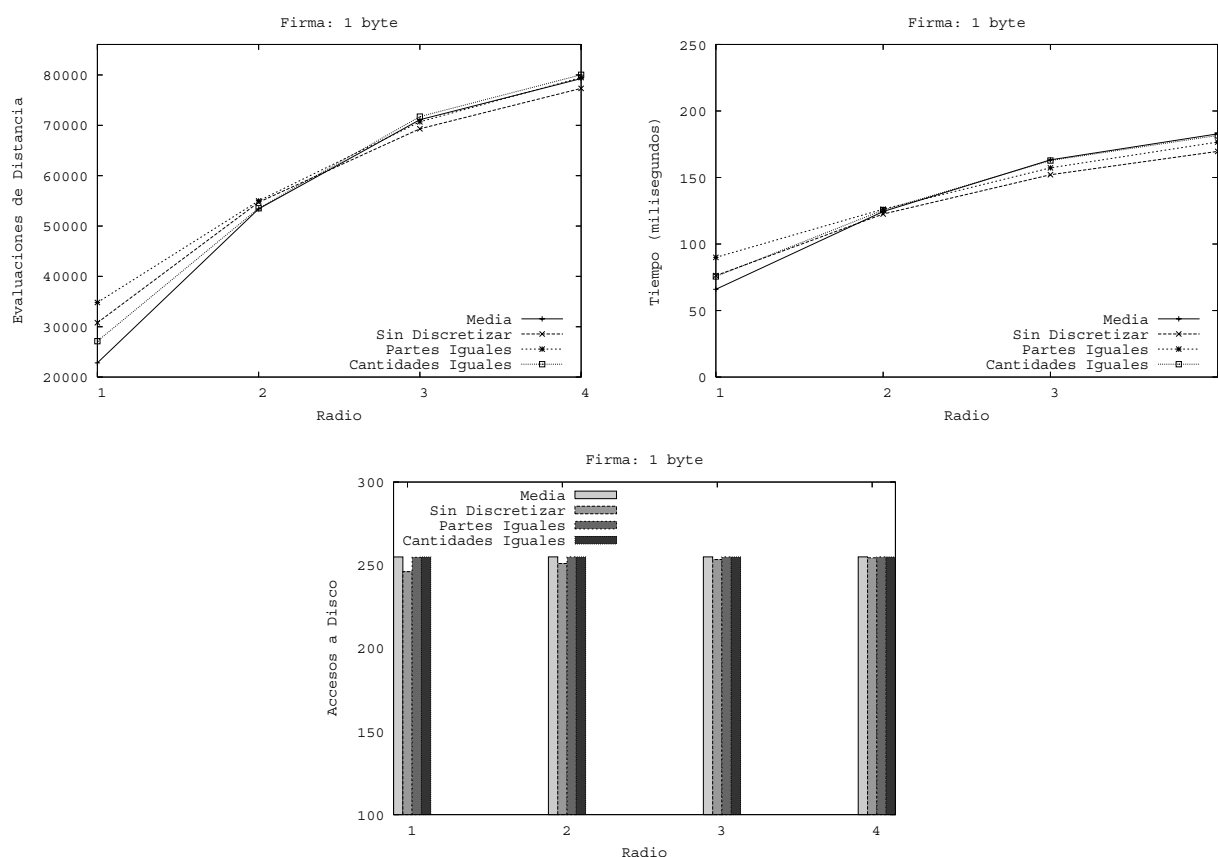 Firma: 1 byte
Evaluaciones de Distancia
80000
70000
60000
50000
40000
30000
20000
Media
Sin Discretizar
Partes Iguales
Cantidades Iguales
1 2 3 4
Radio
Firma: 1 byte
Tiempo (milisegundos)
250
200
150
100
50
0
Media
Sin Discretizar
Partes Iguales
Cantidades Iguales
1 2 3
Radio
Firma: 1 byte
Accesos a Disco
300
250
200
150
100
Media
Sin Discretizar
Partes Iguales
Cantidades Iguales
1 2 3 4
Radio